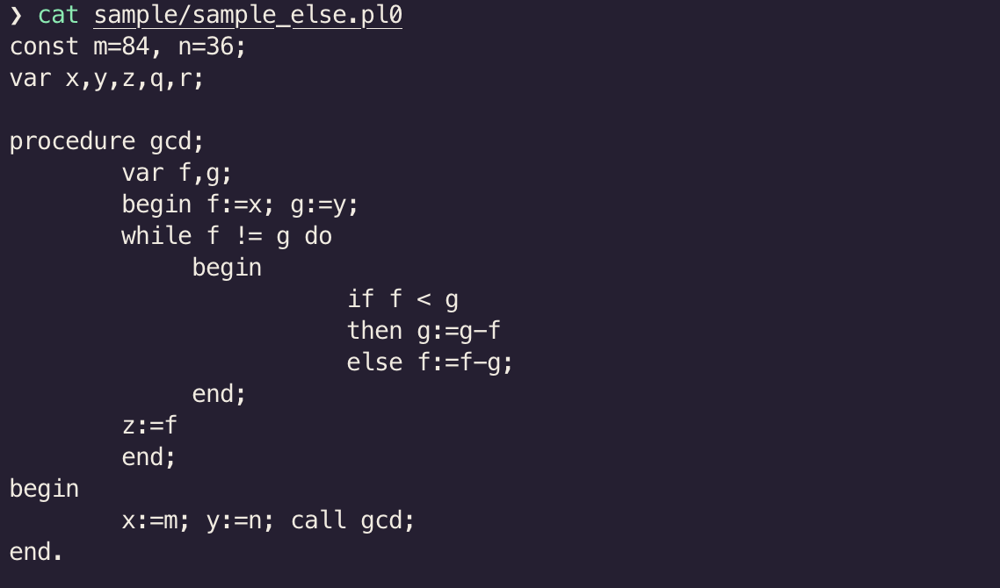 ❯ cat sample/sample_else.pl0
const m=84, n=36;
var x,y,z,q,r;

procedure gcd;
        var f,g;
        begin f:=x; g:=y;
        while f != g do
             begin
                        if f < g
                        then g:=g-f
                        else f:=f-g;
             end;
        z:=f
        end;
begin
        x:=m; y:=n; call gcd;
end.